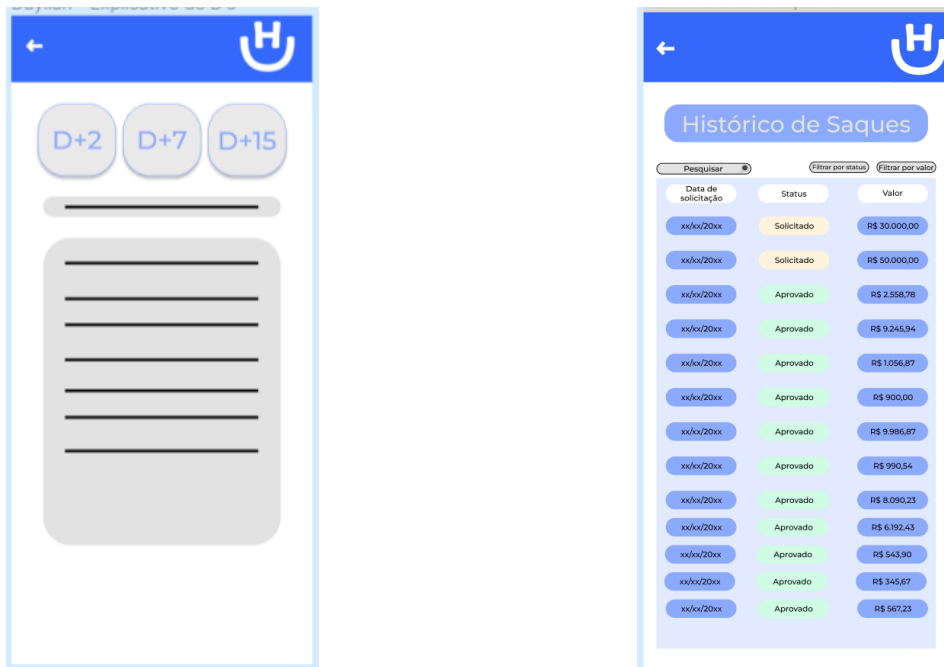 H
D+2 D+7 D+15
H
Histórico de Saques
Pesquisar Filtrar por status Filtrar por valor
Data de
solicitação Status Valor
xx/xx/20xx Solicitado R$ 30.000,00
xx/xx/20xx Solicitado R$ 50.000,00
xx/xx/20xx Aprovado R$ 2.558,78
xx/xx/20xx Aprovado R$ 9.245,94
xx/xx/20xx Aprovado R$ 1.056,87
xx/xx/20xx Aprovado R$ 900,00
xx/xx/20xx Aprovado R$ 9.986,87
xx/xx/20xx Aprovado R$ 990,54
xx/xx/20xx Aprovado R$ 8.090,23
xx/xx/20xx Aprovado R$ 6.192,43
xx/xx/20xx Aprovado R$ 543,90
xx/xx/20xx Aprovado R$ 345,67
xx/xx/20xx Aprovado R$ 567,23